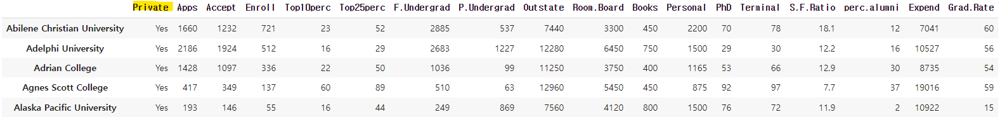 Private Apps Accept Enroll Top10perc Top25perc F.Undergrad P.Undergrad Outstate Room.Board Books Personal PhD Terminal S.F.Ratio perc.alumni Expend Grad.Rate
Abilene Christian University Yes 1660 1232 721 23 52 2885 537 7440 3300 450 2200 70 78 18.1 12 7041 60
Adelphi University Yes 2186 1924 512 16 29 2683 1227 12280 6450 750 1500 29 30 12.2 16 10527 56
Adrian College Yes 1428 1097 336 22 50 1036 99 11250 3750 400 1165 53 66 12.9 30 8735 54
Agnes Scott College Yes 417 349 137 60 89 510 63 12960 5450 450 875 92 97 7.7 37 19016 59
Alaska Pacific University Yes 193 146 55 16 44 249 869 7560 4120 800 1500 76 72 11.9 2 10922 15